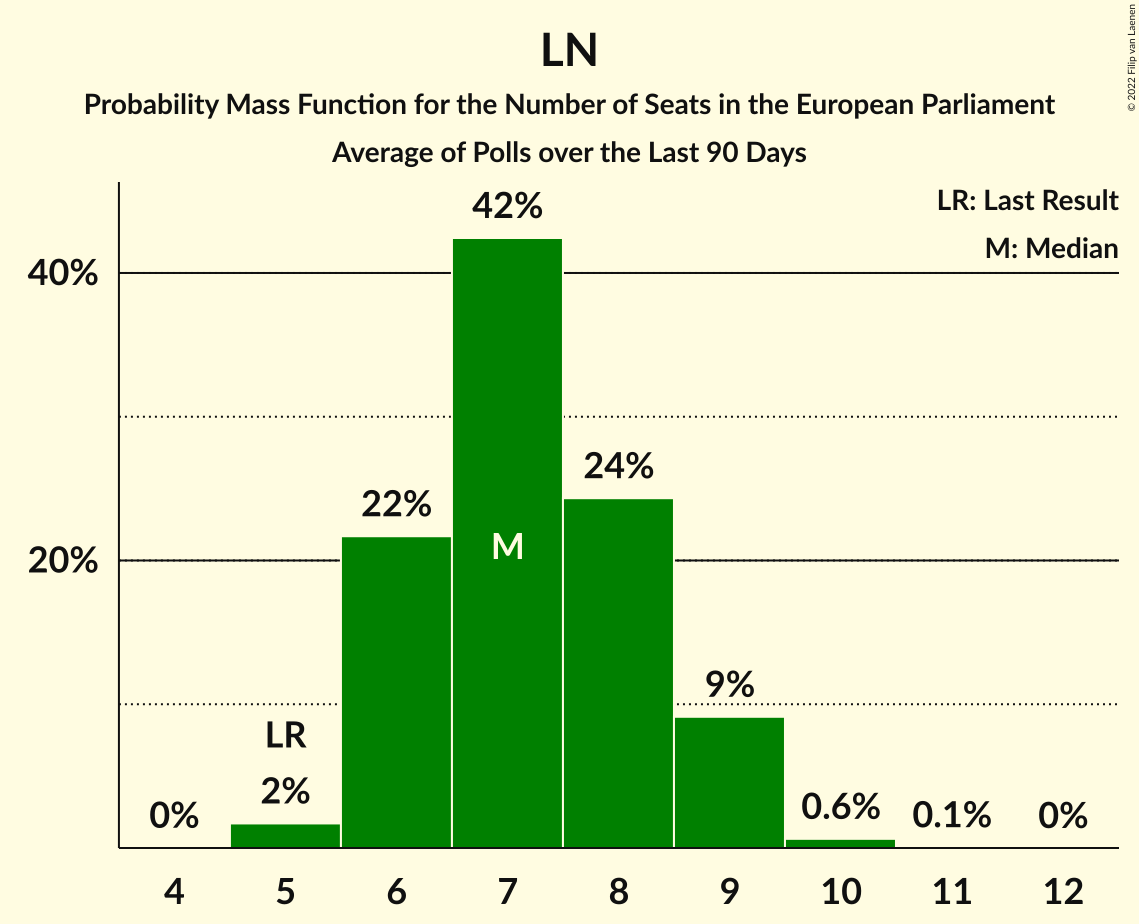 LN
Probability Mass Function for the Number of Seats in the European Parliament
Average of Polls over the Last 90 Days
© 2022 Filip van Laenen
LR: Last Result
M: Median
42%
40%
24%
22%
M
20%
9%
LR
2%
0%
0.6%
0.1%
0%
4 5 6 7 8 9 10 11 12